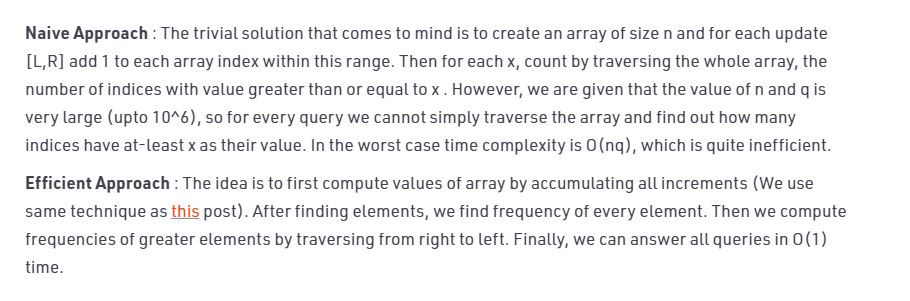 Naive Approach : The trivial solution that comes to mind is to create an array of size n and for each update
[L,R] add 1 to each array index within this range. Then for each x, count by traversing the whole array, the
number of indices with value greater than or equal to x . However, we are given that the value of n and q is
very large (upto 10^6), so for every query we cannot simply traverse the array and find out how many
indices have at-least x as their value. In the worst case time complexity is O(nq), which is quite inefficient.
Efficient Approach : The idea is to first compute values of array by accumulating all increments (We use
same technique as this post). After finding elements, we find frequency of every element. Then we compute
frequencies of greater elements by traversing from right to left. Finally, we can answer all queries in O(1)
time.